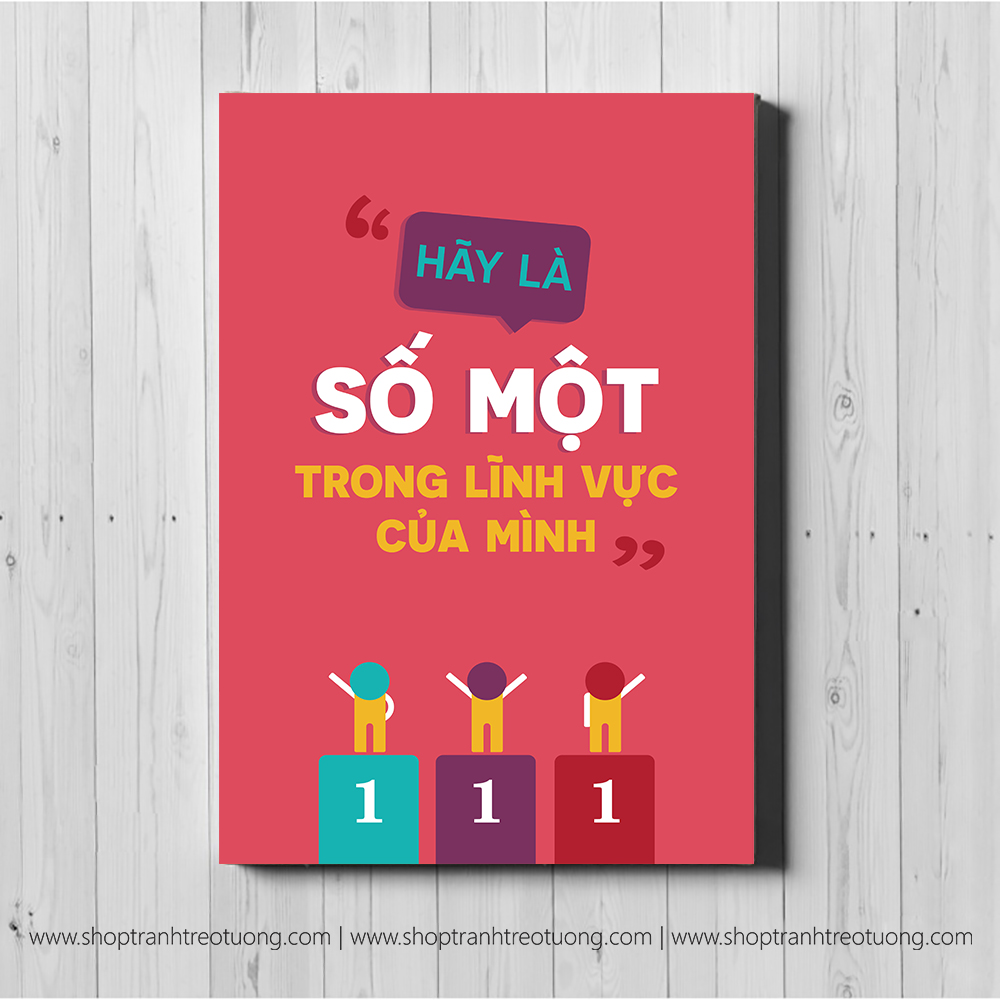 “
HÃY LÀ
SỐ MỘT
TRONG LĨNH VỰC
CỦA MÌNH ”
1 1 1
www.shoptranhtreotuong.com | www.shoptranhtreotuong.com | www.shoptranhtreotuong.com